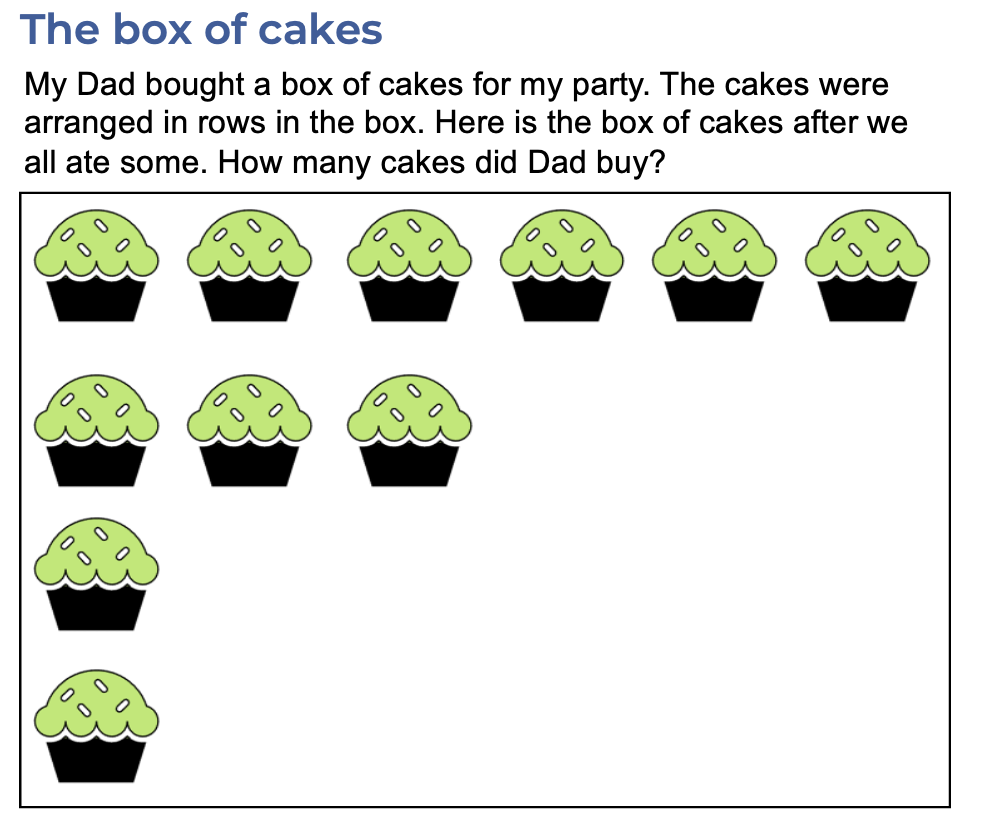 The box of cakes
My Dad bought a box of cakes for my party. The cakes were
arranged in rows in the box. Here is the box of cakes after we
all ate some. How many cakes did Dad buy?